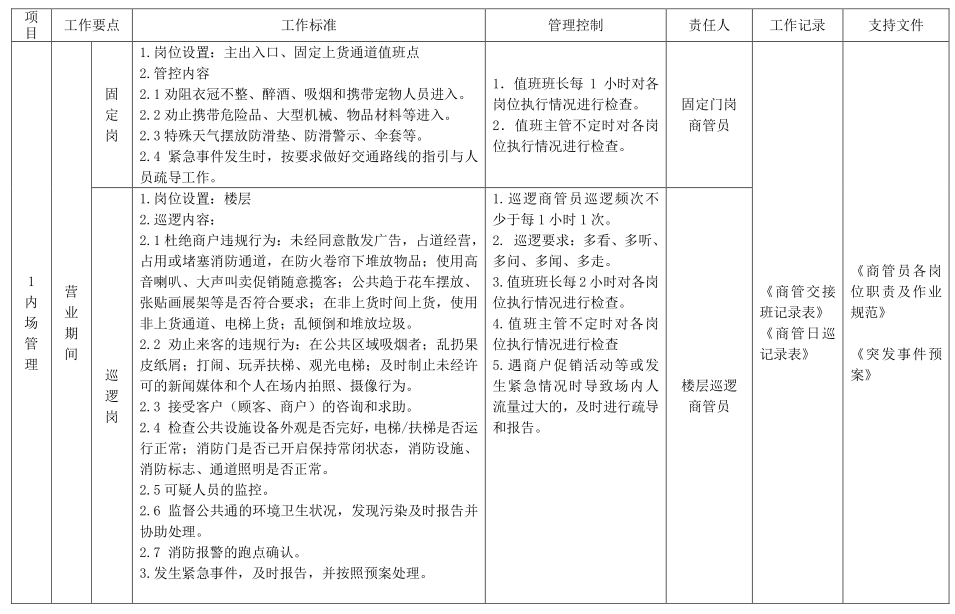 项
目
工作要点
工作标准
管理控制
责任人
工作记录
支持文件
1
内
场
管
理
营
业
期
间
固
定
岗
1.岗位设置：主出入口、固定上货通道值班点
2.管控内容
2.1劝阻衣冠不整、醉酒、吸烟和携带宠物人员进入。
2.2劝止携带危险品、大型机械、物品材料等进入。
2.3特殊天气摆放防滑垫、防滑警示、伞套等。
2.4 紧急事件发生时，按要求做好交通路线的指引与人
员疏导工作。
1. 值班班长每 1 小时对各
岗位执行情况进行检查。
2. 值班主管不定时对各岗
位执行情况进行检查。
固定门岗
商管员
巡
逻
岗
1.岗位设置：楼层
2.巡逻内容：
2.1杜绝商户违规行为：未经同意散发广告，占道经营，
占用或堵塞消防通道，在防火卷帘下堆放物品；使用高
音喇叭、大声叫卖促销随意揽客；公共趋于花车摆放、
张贴画展架等是否符合要求；在非上货时间上货，使用
非上货通道、电梯上货；乱倾倒和堆放垃圾。
2.2 劝止来客的违规行为：在公共区域吸烟者；乱扔果
皮纸屑；打闹、玩弄扶梯、观光电梯；及时制止未经许
可的新闻媒体和个人在场内拍照、摄像行为。
2.3 接受客户（顾客、商户）的咨询和求助。
2.4 检查公共设施设备外观是否完好，电梯/扶梯是否运
行正常；消防门是否已开启保持常闭状态，消防设施、
消防标志、通道照明是否正常。
2.5可疑人员的监控。
2.6 监督公共通的环境卫生状况，发现污染及时报告并
协助处理。
2.7 消防报警的跑点确认。
3.发生紧急事件，及时报告，并按照预案处理。
1.巡逻商管员巡逻频次不
少于每1小时1次。
2. 巡逻要求：多看、多听、
多问、多闻、多走。
3.值班班长每2小时对各岗
位执行情况进行检查。
4.值班主管不定时对各岗
位执行情况进行检查
5.遇商户促销活动等或发
生紧急情况时导致场内人
流量过大的，及时进行疏导
和报告。
楼层巡逻
商管员
《商管交接
班记录表》
《商管日巡
记录表》
《商管员各岗
位职责及作业
规范》
《突发事件预
案》